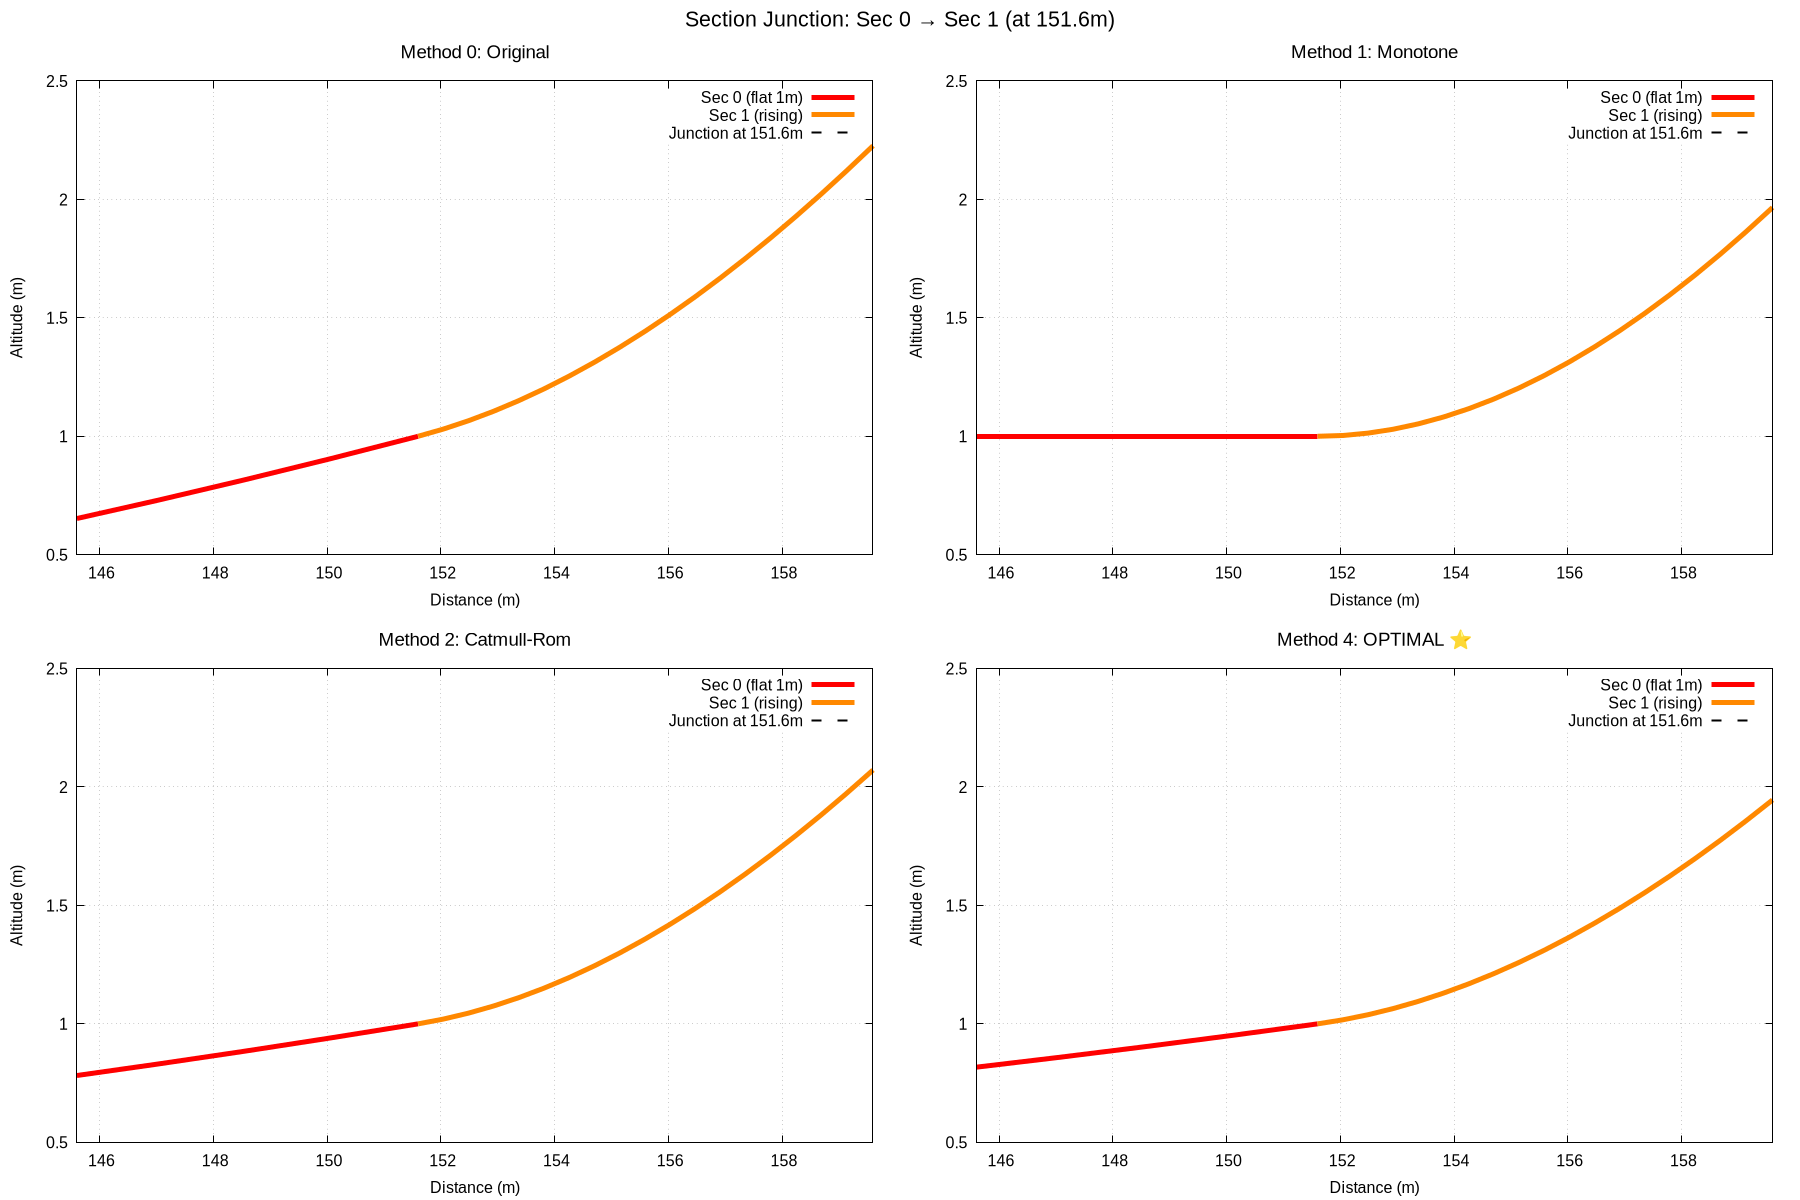 Section Junction: Sec 0 → Sec 1 (at 151.6m)
Method 0: Original
2.5
2
1.5
1
0.5
Altitude (m)
Sec 0 (flat 1m)
Sec 1 (rising)
Junction at 151.6m
146 148 150 152 154 156 158
Distance (m)
Method 1: Monotone
2.5
2
1.5
1
0.5
Altitude (m)
Sec 0 (flat 1m)
Sec 1 (rising)
Junction at 151.6m
146 148 150 152 154 156 158
Distance (m)
Method 2: Catmull-Rom
2.5
2
1.5
1
0.5
Altitude (m)
Sec 0 (flat 1m)
Sec 1 (rising)
Junction at 151.6m
146 148 150 152 154 156 158
Distance (m)
Method 4: OPTIMAL ⭐
2.5
2
1.5
1
0.5
Altitude (m)
Sec 0 (flat 1m)
Sec 1 (rising)
Junction at 151.6m
146 148 150 152 154 156 158
Distance (m)